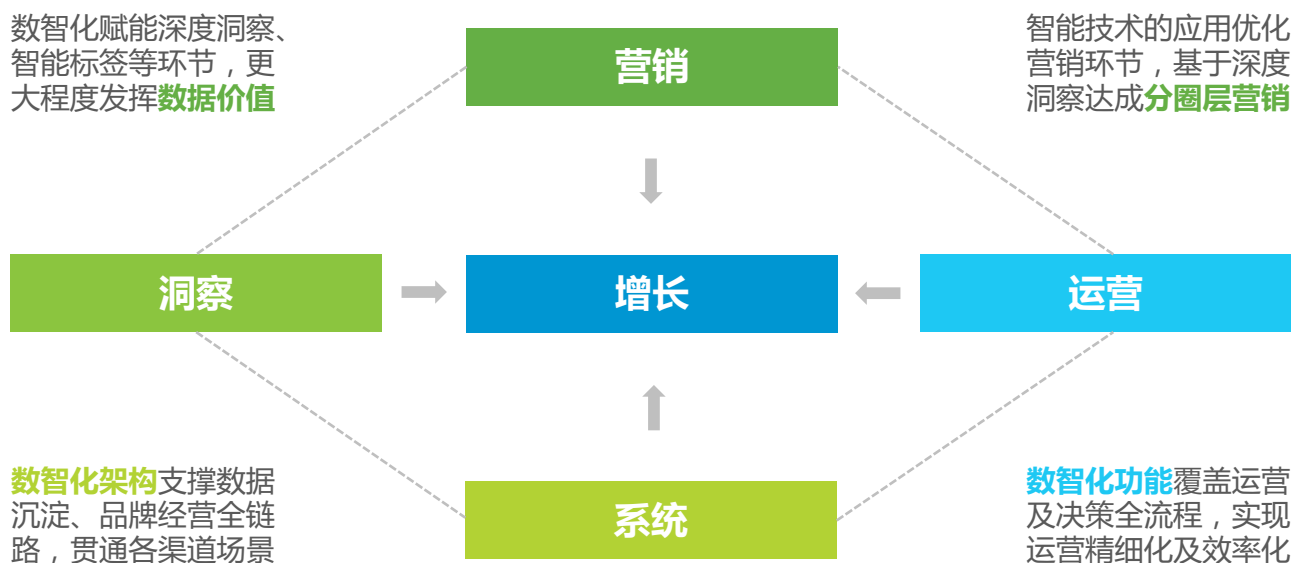 数智化赋能深度洞察、
智能标签等环节，更
大程度发挥数据价值
营销
智能技术的应用优化
营销环节，基于深度
洞察达成分圈层营销
洞察
增长
运营
数智化架构支撑数据
沉淀、品牌经营全链
路，贯通各渠道场景
系统
数智化功能覆盖运营
及决策全流程，实现
运营精细化及效率化